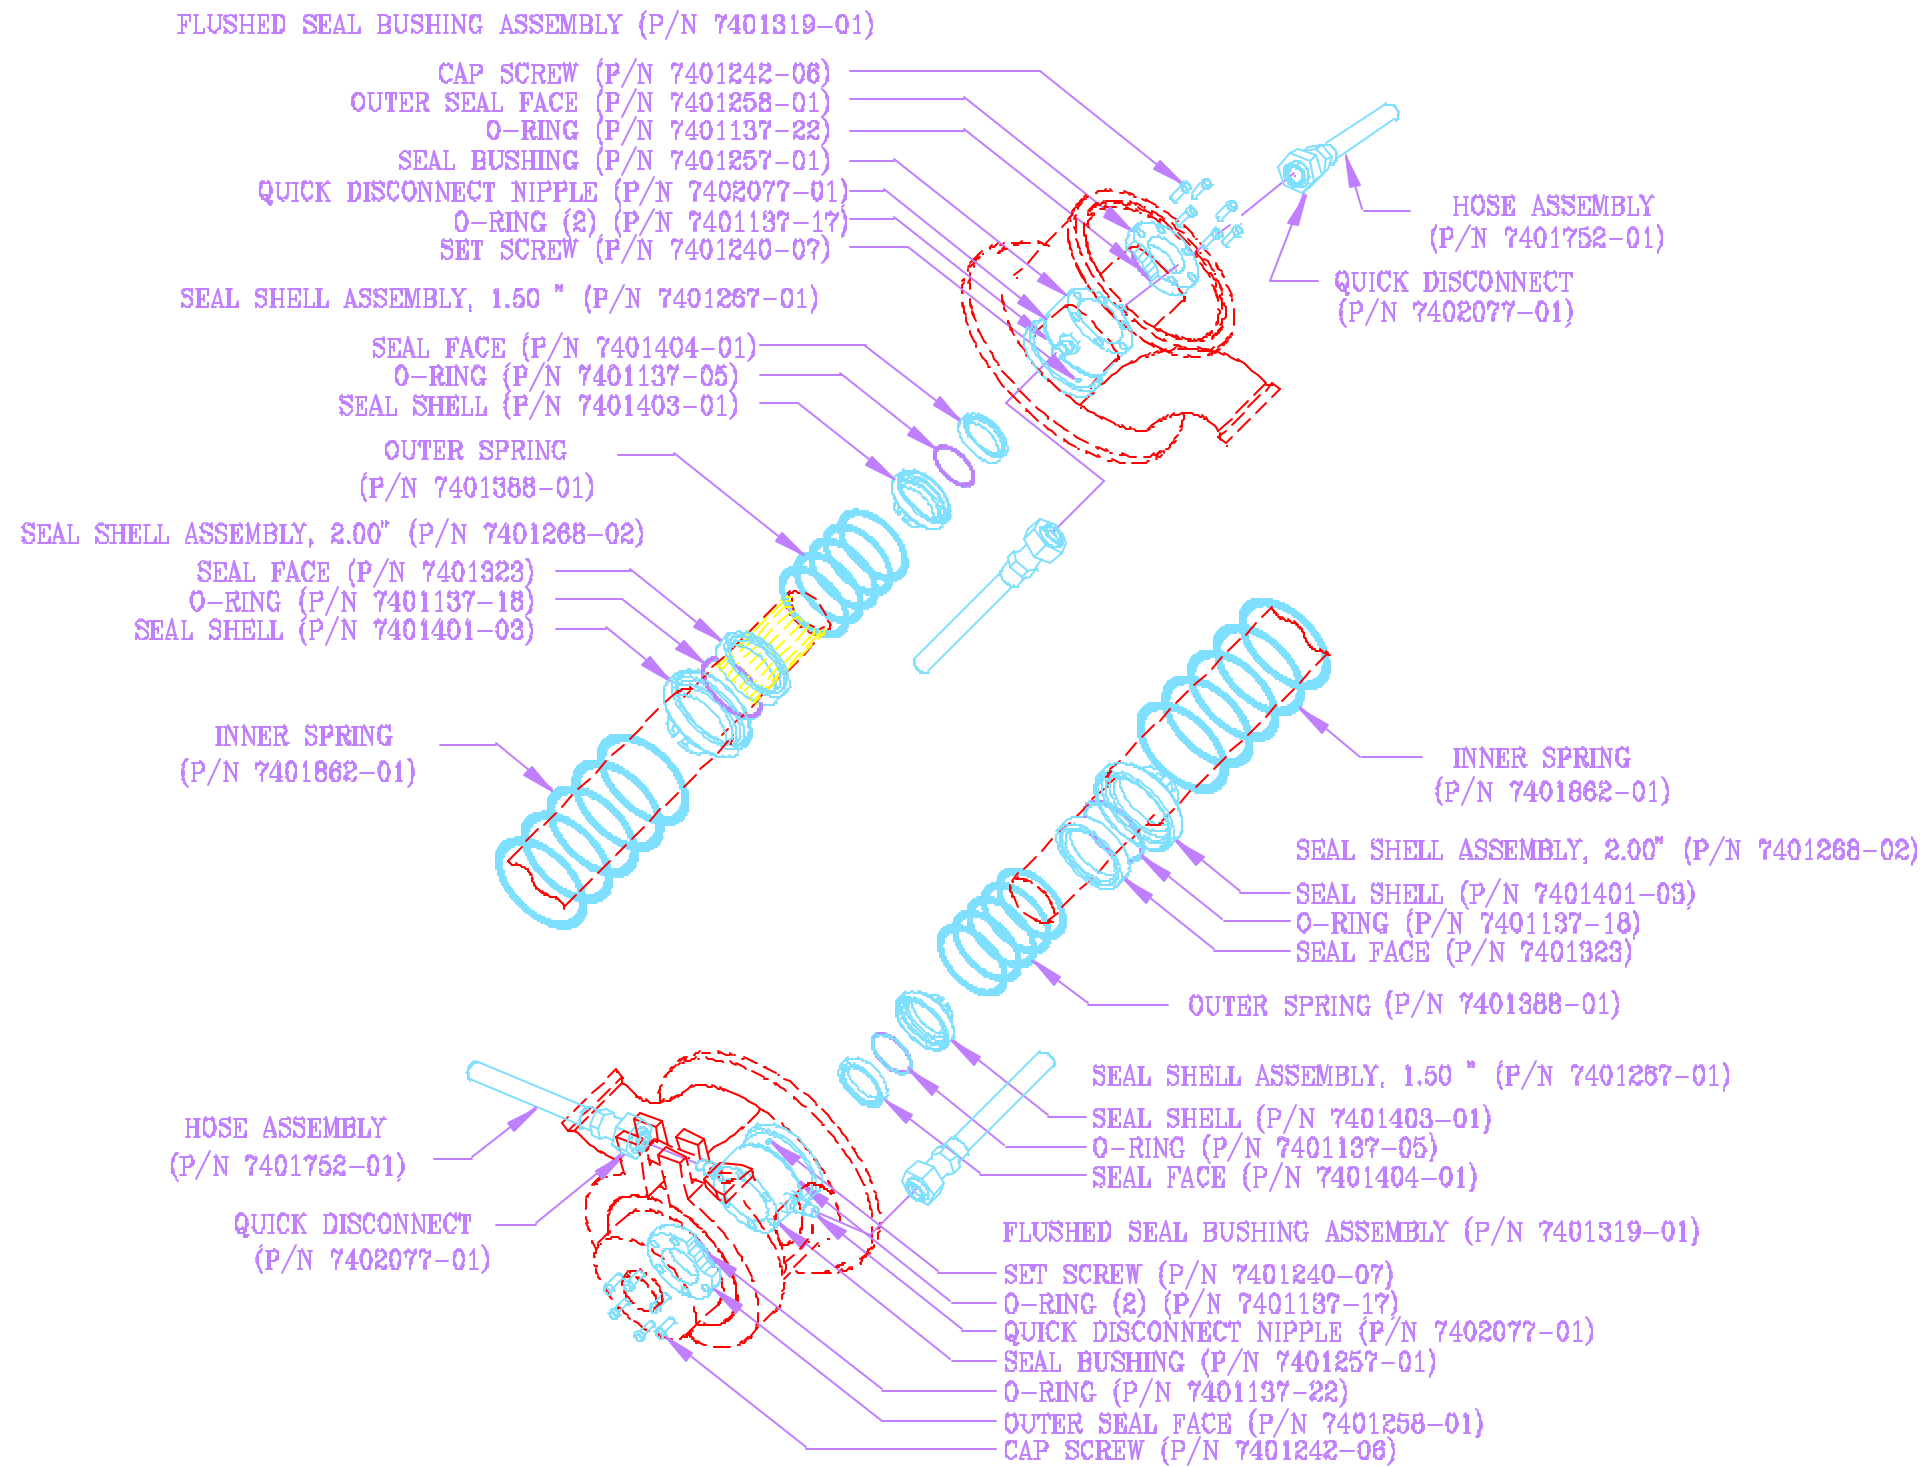 FLUSHED SEAL BUSHING ASSEMBLY (P/N 7401319-01)
CAP SCREW (P/N 7401242-06)
OUTER SEAL FACE (P/N 7401258-01)
O-RING (P/N 7401137-22)
SEAL BUSHING (P/N 7401257-01)
QUICK DISCONNECT NIPPLE (P/N 7402077-01)
O-RING (2) (P/N 7401137-17)
SET SCREW (P/N 7401240-07)
HOSE ASSEMBLY
(P/N 7401752-01)
QUICK DISCONNECT
(P/N 7402077-01)
SEAL SHELL ASSEMBLY, 1.50 " (P/N 7401267-01)
SEAL FACE (P/N 7401404-01)
O-RING (P/N 7401137-05)
SEAL SHELL (P/N 7401403-01)
OUTER SPRING
(P/N 7401388-01)
SEAL SHELL ASSEMBLY, 2.00" (P/N 7401268-02)
SEAL FACE (P/N 7401323)
O-RING (P/N 7401137-18)
SEAL SHELL (P/N 7401401-03)
INNER SPRING
(P/N 7401862-01)
INNER SPRING
(P/N 7401862-01)
SEAL SHELL ASSEMBLY, 2.00" (P/N 7401268-02)
SEAL SHELL (P/N 7401401-03)
O-RING (P/N 7401137-18)
SEAL FACE (P/N 7401323)
OUTER SPRING (P/N 7401388-01)
SEAL SHELL ASSEMBLY, 1.50 " (P/N 7401267-01)
SEAL SHELL (P/N 7401403-01)
O-RING (P/N 7401137-05)
SEAL FACE (P/N 7401404-01)
HOSE ASSEMBLY
(P/N 7401752-01)
QUICK DISCONNECT
(P/N 7402077-01)
FLUSHED SEAL BUSHING ASSEMBLY (P/N 7401319-01)
SET SCREW (P/N 7401240-07)
O-RING (2) (P/N 7401137-17)
QUICK DISCONNECT NIPPLE (P/N 7402077-01)
SEAL BUSHING (P/N 7401257-01)
O-RING (P/N 7401137-22)
OUTER SEAL FACE (P/N 7401258-01)
CAP SCREW (P/N 7401242-06)